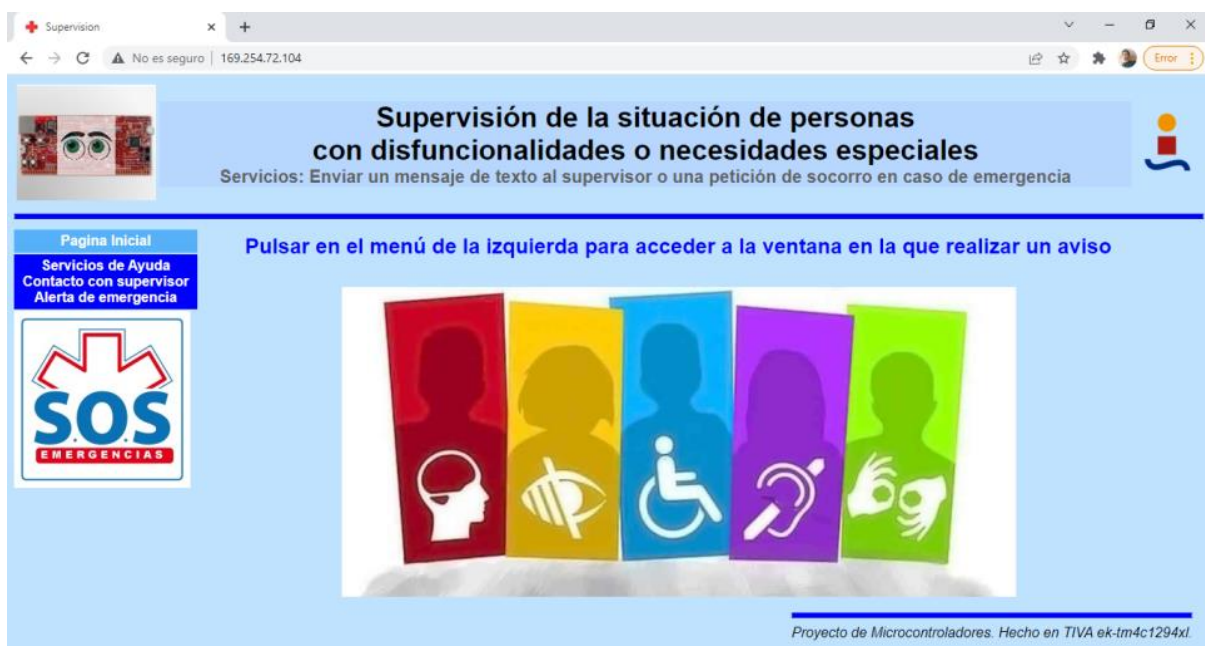 Supervision
No es seguro
169.254.72.104
Error
Supervisión de la situación de personas
con disfuncionalidades o necesidades especiales
Servicios: Enviar un mensaje de texto al supervisor o una petición de socorro en caso de emergencia
Pagina Inicial
Servicios de Ayuda
Contacto con supervisor
Alerta de emergencia
S.O.S
EMERGENCIAS
Pulsar en el menú de la izquierda para acceder a la ventana en la que realizar un aviso
Proyecto de Microcontroladores. Hecho en TIVA ek-tm4c1294xl.